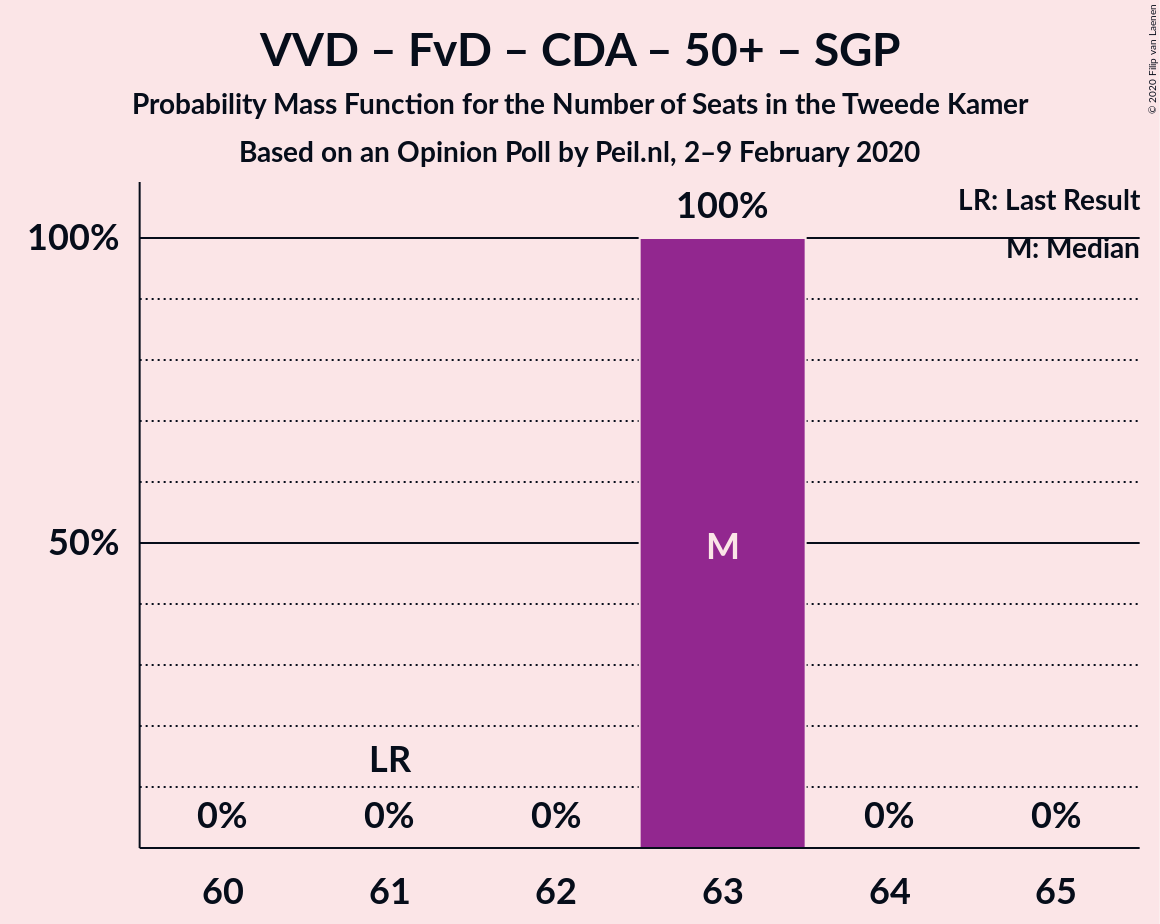 VVD – FvD – CDA – 50+ – SGP
Probability Mass Function for the Number of Seats in the Tweede Kamer
Based on an Opinion Poll by Peil.nl, 2–9 February 2020
© 2020 Filip van Laenen
LR: Last Result
M: Median
100%
100%
50%
M
LR
0% 0% 0% 0% 0%
60 61 62 63 64 65